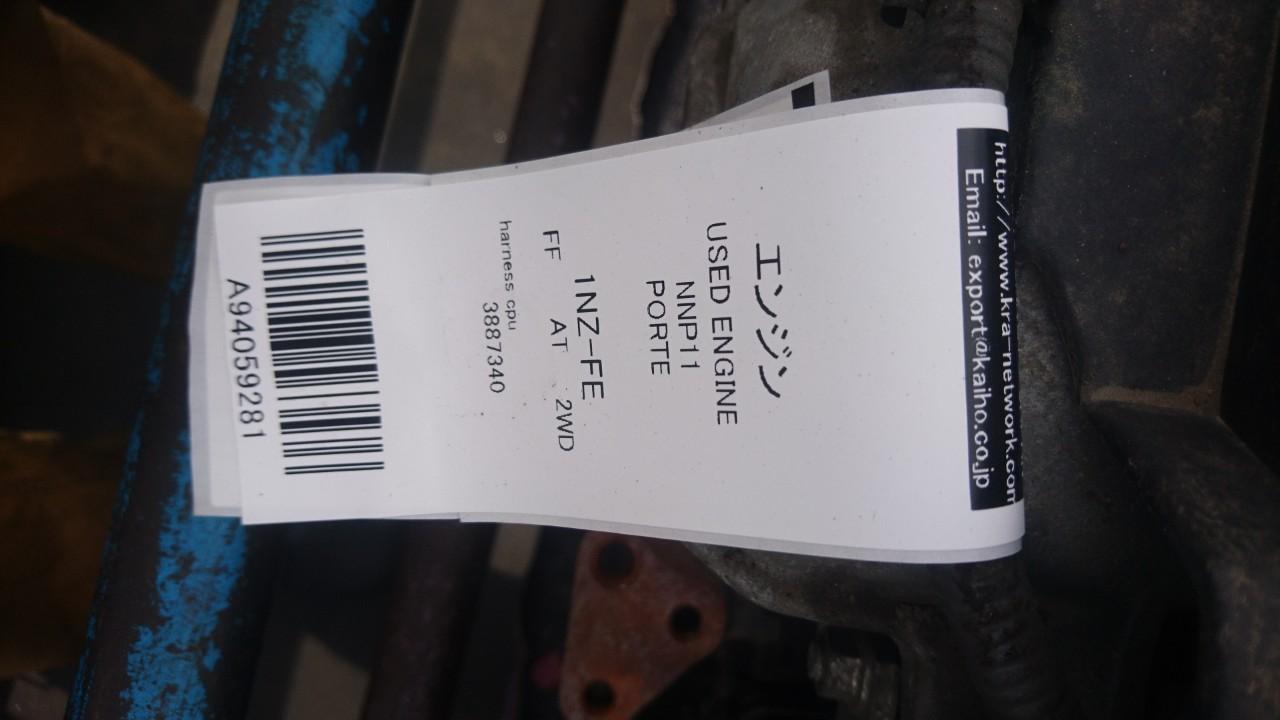 http://www.kra-network.com
Email: export@kaiho.co.jp
エンジン
USED ENGINE
NNP11
PORTE
1NZ-FE
FF AT 2WD
harness cpu
3887340
A94059281